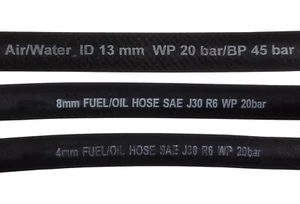 Air/Water_ID 13 mm WP 20 bar/BP 45 bar
8mm FUEL/OIL HOSE SAE J30 R6 WP 20bar
4mm FUEL/OIL HOSE SAE J30 R6 WP 20bar